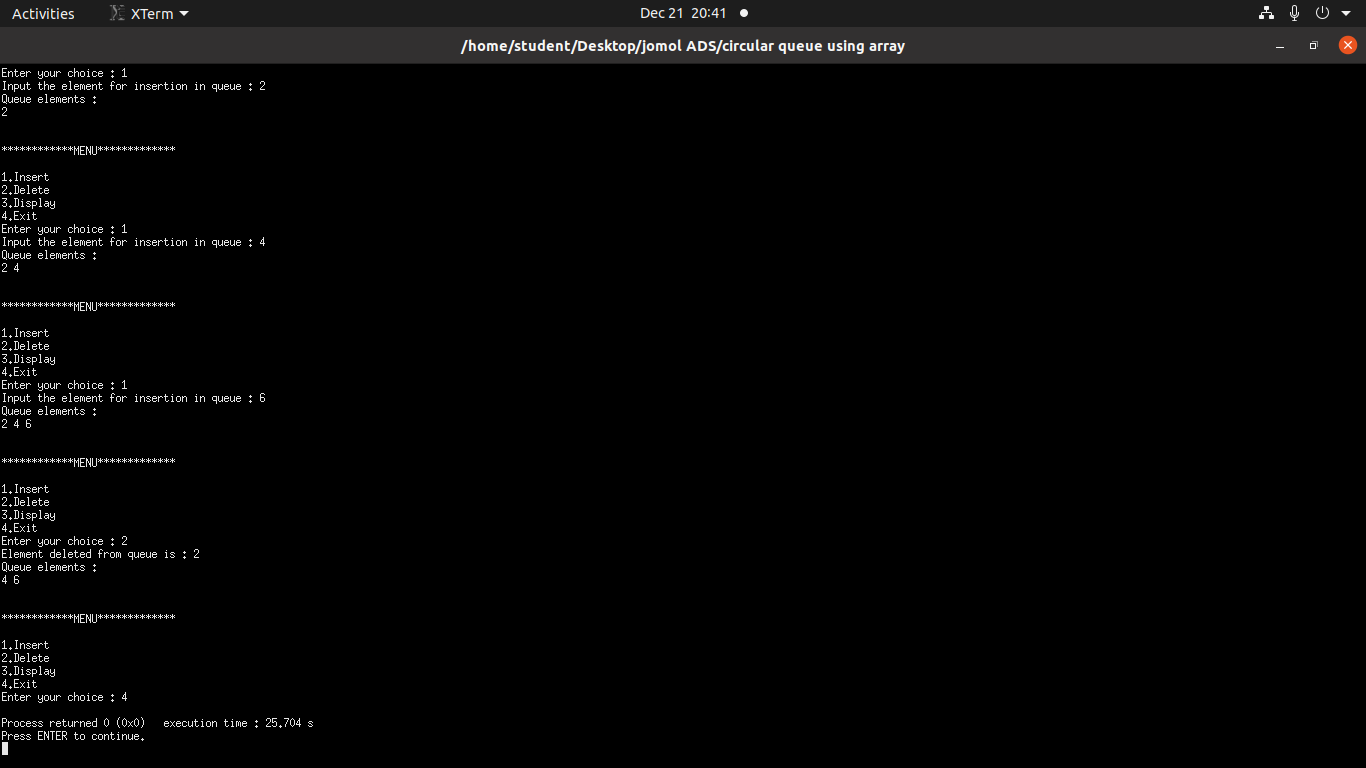 Activities XTerm Dec 21 20:41
/home/student/Desktop/jomol ADS/circular queue using array
Enter your choice : 1
Input the element for insertion in queue : 2
Queue elements :
2
************MENU*************
1.Insert
2.Delete
3.Display
4.Exit
Enter your choice : 1
Input the element for insertion in queue : 4
Queue elements :
2 4
************MENU*************
1.Insert
2.Delete
3.Display
4.Exit
Enter your choice : 1
Input the element for insertion in queue : 6
Queue elements :
2 4 6
************MENU*************
1.Insert
2.Delete
3.Display
4.Exit
Enter your choice : 2
Element deleted from queue is : 2
Queue elements :
4 6
************MENU*************
1.Insert
2.Delete
3.Display
4.Exit
Enter your choice : 4
Process returned 0 (0x0)   execution time : 25.704 s
Press ENTER to continue.